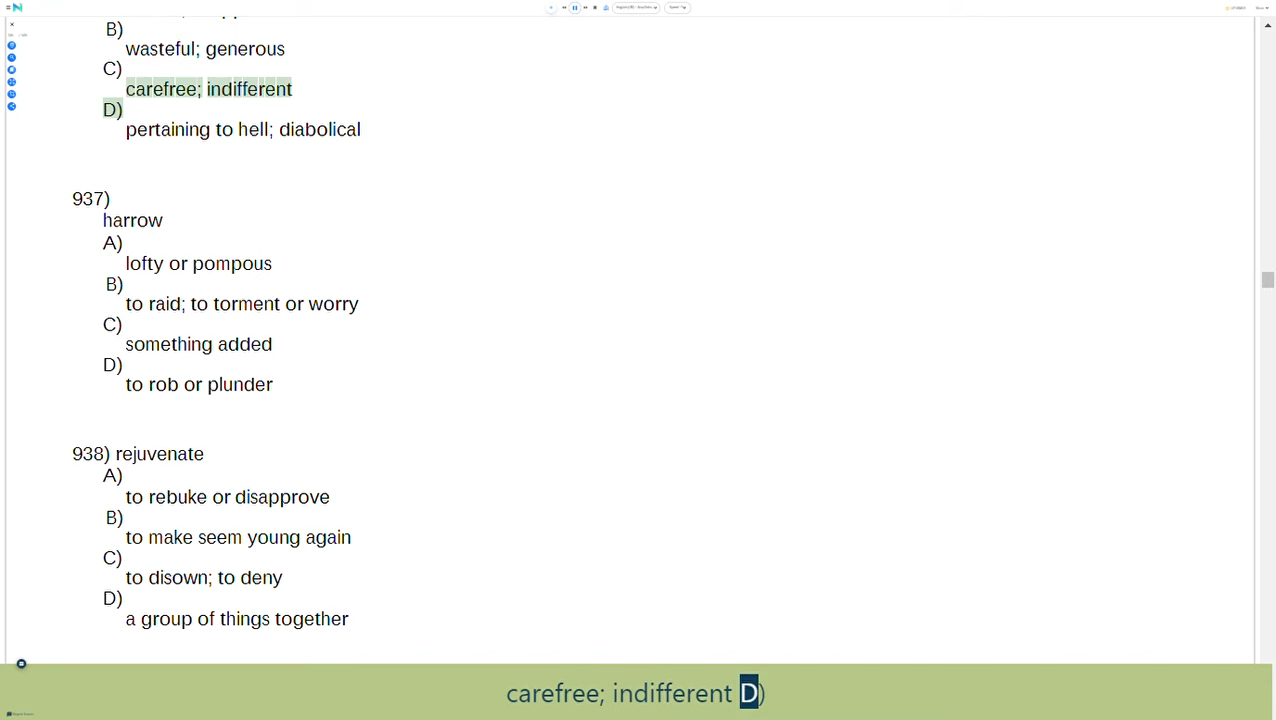 B)
wasteful; generous
C)
carefree; indifferent
D)
pertaining to hell; diabolical
937)
harrow
A)
lofty or pompous
B)
to raid; to torment or worry
C)
something added
D)
to rob or plunder
938) rejuvenate
A)
to rebuke or disapprove
B)
to make seem young again
C)
to disown; to deny
D)
a group of things together
carefree; indifferent D)